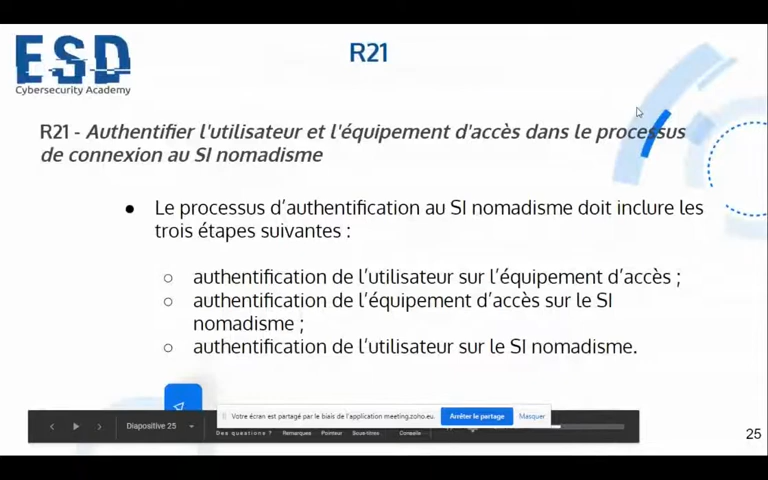 ESD
Cybersecurity Academy
R21
R21 - Authentifier l'utilisateur et l'équipement d'accès dans le processus
de connexion au SI nomadisme
● Le processus d'authentification au SI nomadisme doit inclure les
trois étapes suivantes :
○ authentification de l'utilisateur sur l'équipement d'accès ;
○ authentification de l'équipement d'accès sur le SI
nomadisme ;
○ authentification de l'utilisateur sur le SI nomadisme.
Votre écran est partagé par le biais de l'application meeting.zoho.eu.
Arrêter le partage
Masquer
Diapositive 25
Des questions ?
Remarques
Pointeur
Sous-titres
Conseils
25